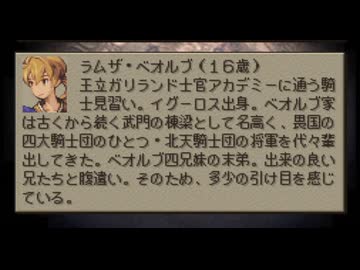 ラムザ・ベオルブ（１６歳）
王立ガリランド士官アカデミーに通う騎
士見習い。イグーロス出身。ベオルブ家
は古くから続く武門の棟梁として名高く、畏国の
四大騎士団のひとつ・北天騎士団の将軍を代々輩
出してきた。ベオルブ四兄妹の末弟。出来の良い
兄たちと腹違い。そのため、多少の引け目を感じ
ている。